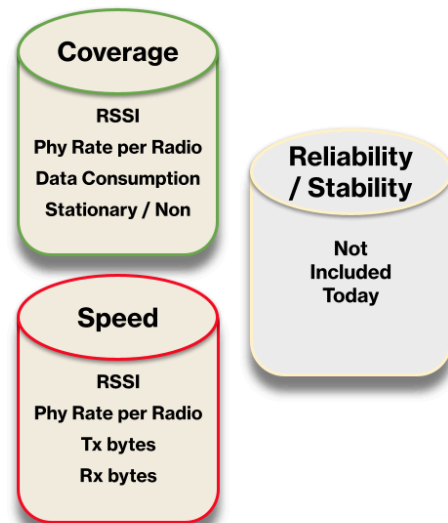 Coverage
RSSI
Phy Rate per Radio
Data Consumption
Stationary / Non
Reliability
/ Stability
Not
Included
Today
Speed
RSSI
Phy Rate per Radio
Tx bytes
Rx bytes